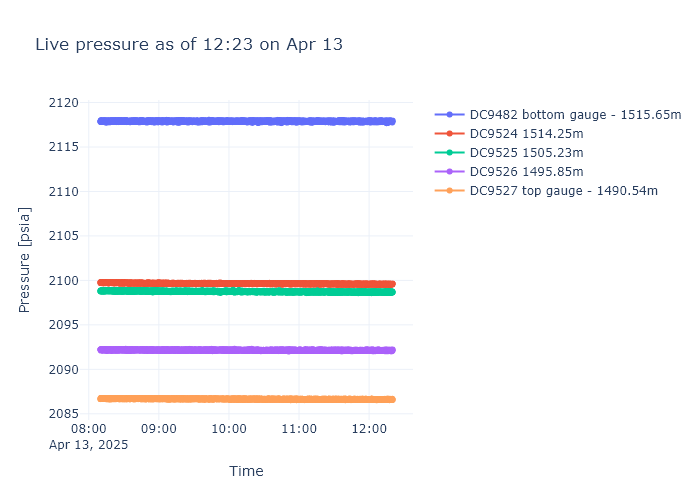 Live pressure as of 12:23 on Apr 13
2120
2115
2110
2105
2100
2095
2090
2085
Pressure [psia]
08:00 09:00 10:00 11:00 12:00
Apr 13, 2025
Time
DC9482 bottom gauge - 1515.65m
DC9524 1514.25m
DC9525 1505.23m
DC9526 1495.85m
DC9527 top gauge - 1490.54m